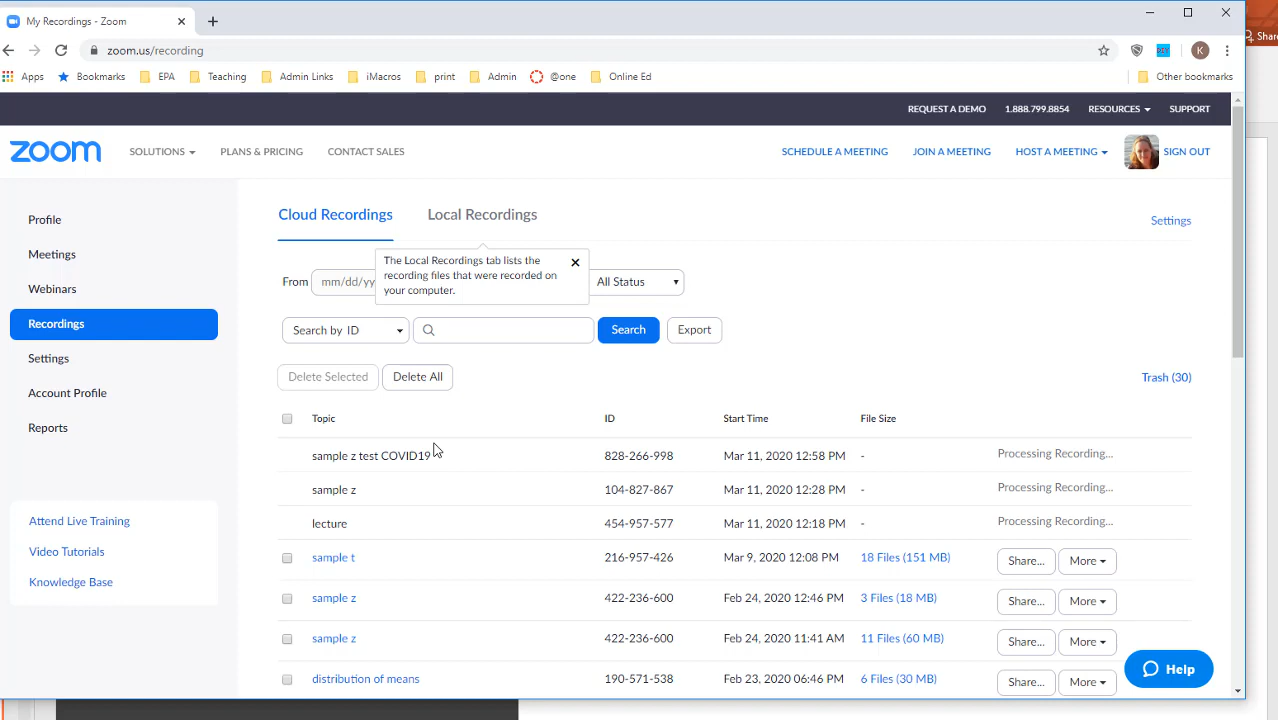 My Recordings - Zoom
Share
zoom.us/recording
K
Apps Bookmarks EPA Teaching Admin Links iMacros print Admin @one Online Ed Other bookmarks
REQUEST A DEMO 1.888.799.8854 RESOURCES SUPPORT
zoom SOLUTIONS PLANS & PRICING CONTACT SALES SCHEDULE A MEETING JOIN A MEETING HOST A MEETING SIGN OUT
Profile
Meetings
Webinars
Recordings
Settings
Account Profile
Reports
Attend Live Training
Video Tutorials
Knowledge Base
Cloud Recordings Local Recordings Settings
The Local Recordings tab lists the
recording files that were recorded on
your computer.
From mm/dd/yy All Status
Search by ID Search Export
Delete Selected Delete All Trash (30)
Topic ID Start Time File Size
sample z test COVID19 828-266-998 Mar 11, 2020 12:58 PM - Processing Recording...
sample z 104-827-867 Mar 11, 2020 12:28 PM - Processing Recording...
lecture 454-957-577 Mar 11, 2020 12:18 PM - Processing Recording...
sample t 216-957-426 Mar 9, 2020 12:08 PM 18 Files (151 MB) Share... More
sample z 422-236-600 Feb 24, 2020 12:46 PM 3 Files (18 MB) Share... More
sample z 422-236-600 Feb 24, 2020 11:41 AM 11 Files (60 MB) Share... More
distribution of means 190-571-538 Feb 23, 2020 06:46 PM 6 Files (30 MB) Share... More
Help